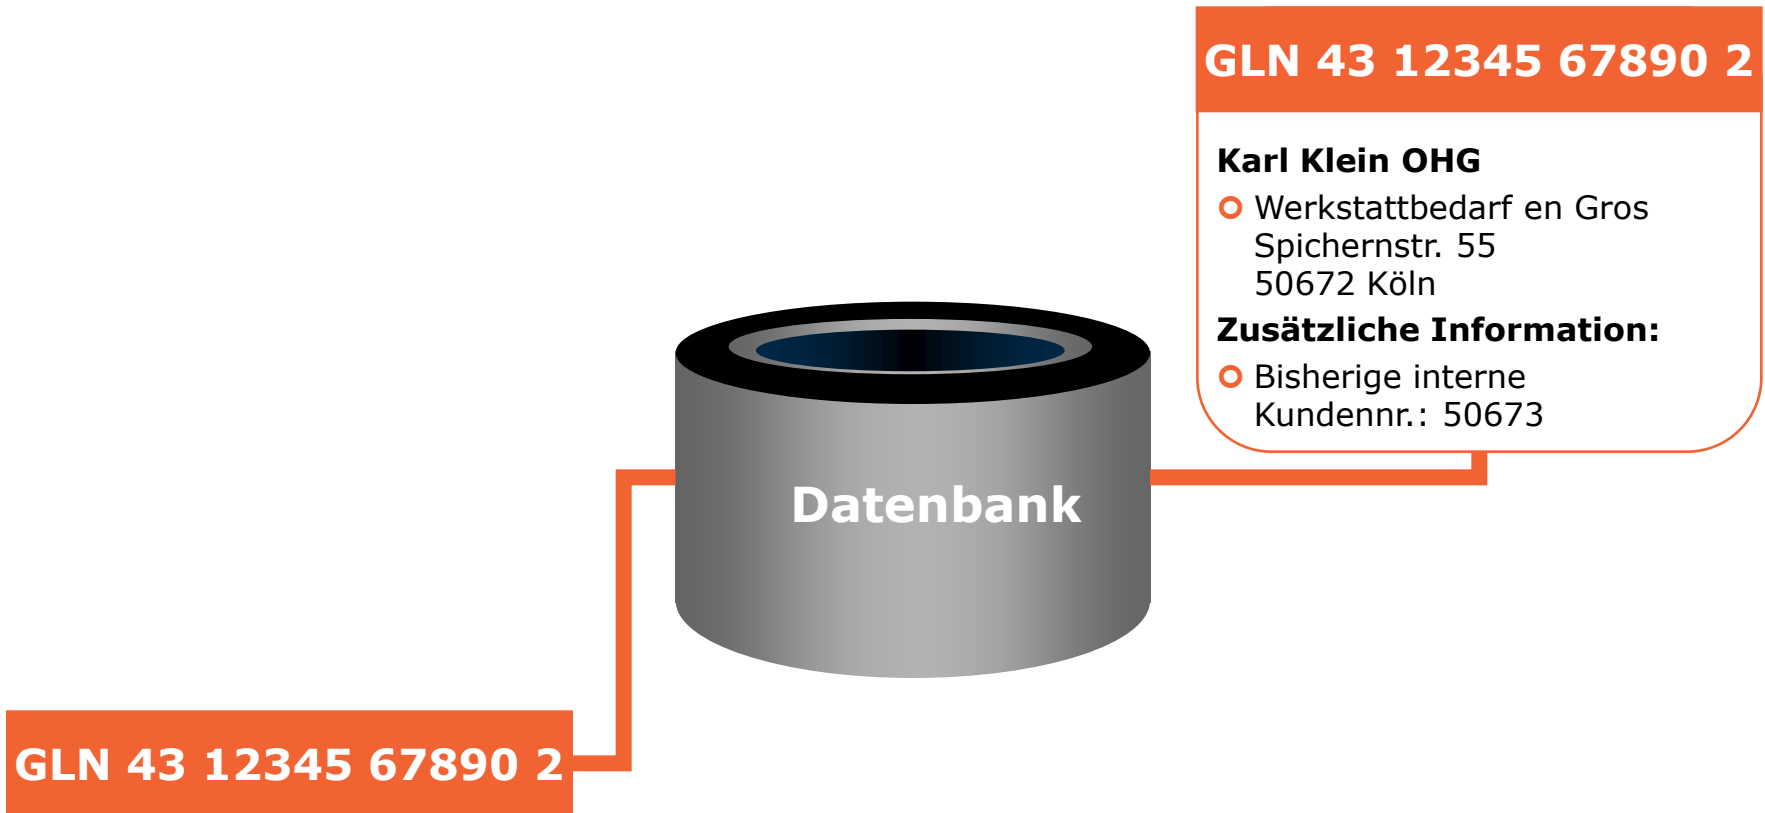 GLN 43 12345 67890 2
Karl Klein OHG
Werkstattbedarf en Gros
Spichernstr. 55
50672 Köln
Zusätzliche Information:
Bisherige interne
Kundennr.: 50673
Datenbank
GLN 43 12345 67890 2